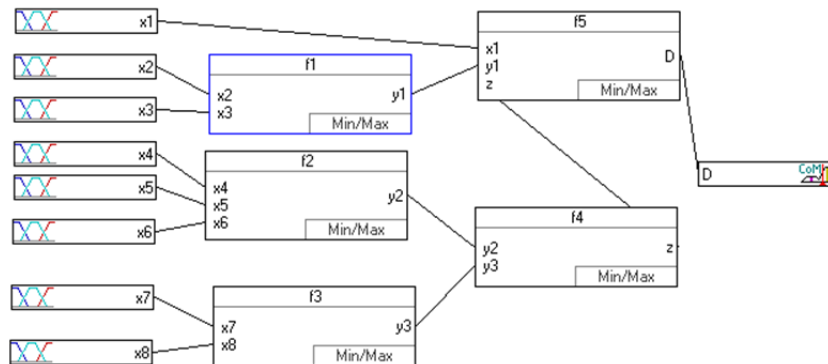 x1
x2
x3
x4
x5
x6
x7
x8
f1
x2
x3
y1
Min/Max
f2
x4
x5
x6
y2
Min/Max
f3
x7
x8
y3
Min/Max
f5
x1
y1
z
D
Min/Max
f4
y2
y3
z
Min/Max
D